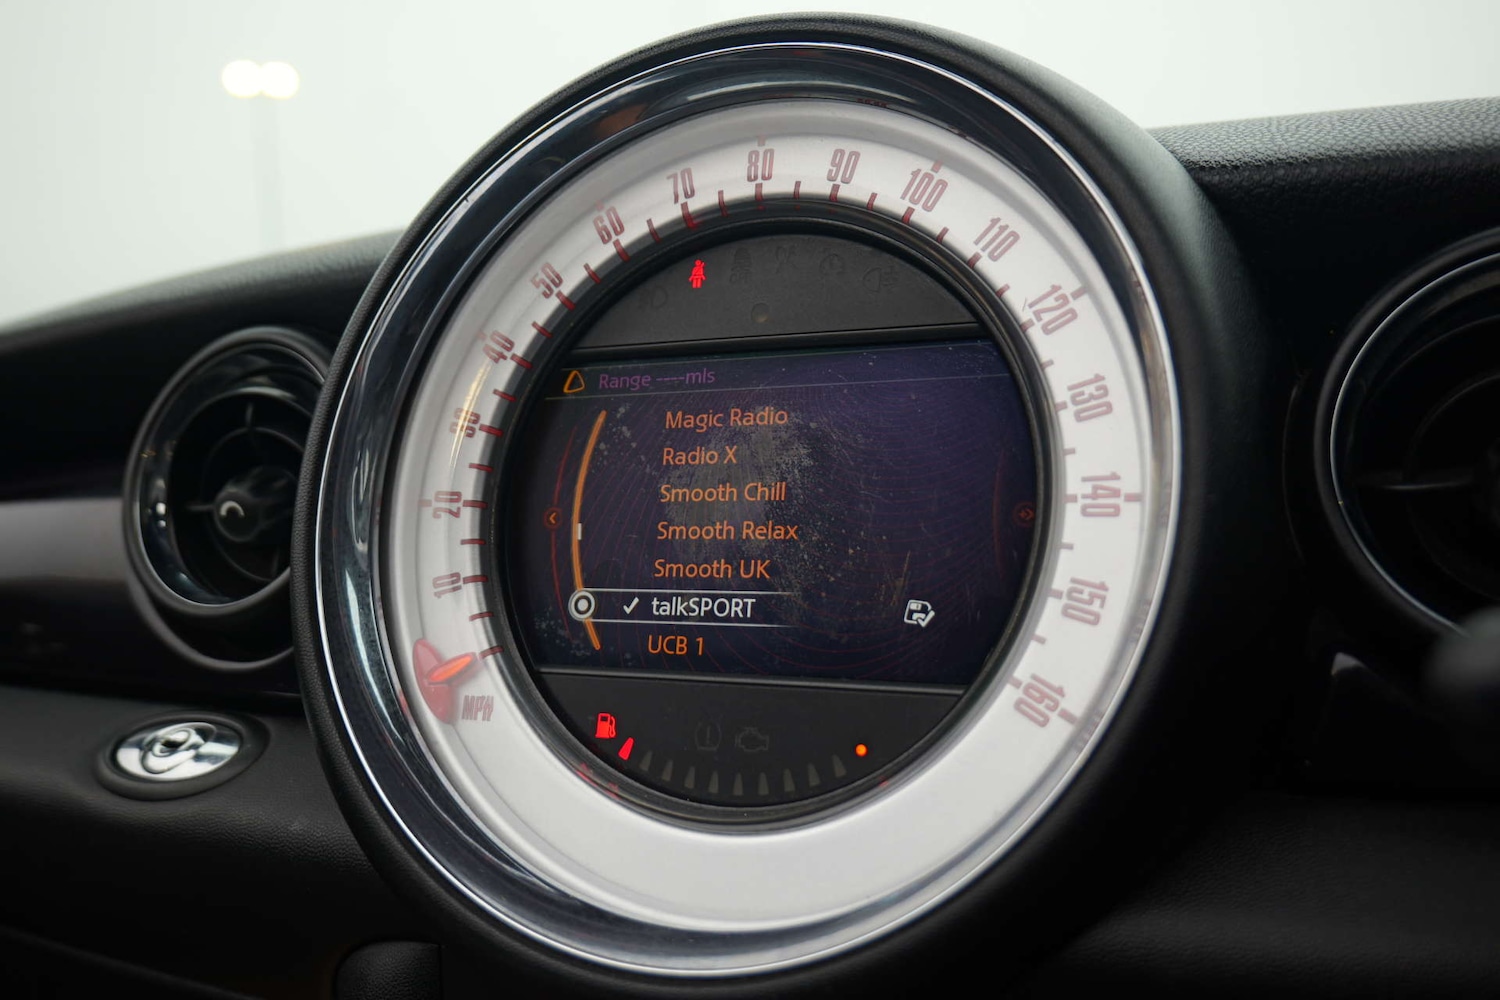 10
20
30
40
50
60
70
80
90
100
110
120
130
140
150
160
MPH
Range ----mls
Magic Radio
Radio X
Smooth Chill
Smooth Relax
Smooth UK
talkSPORT
UCB 1